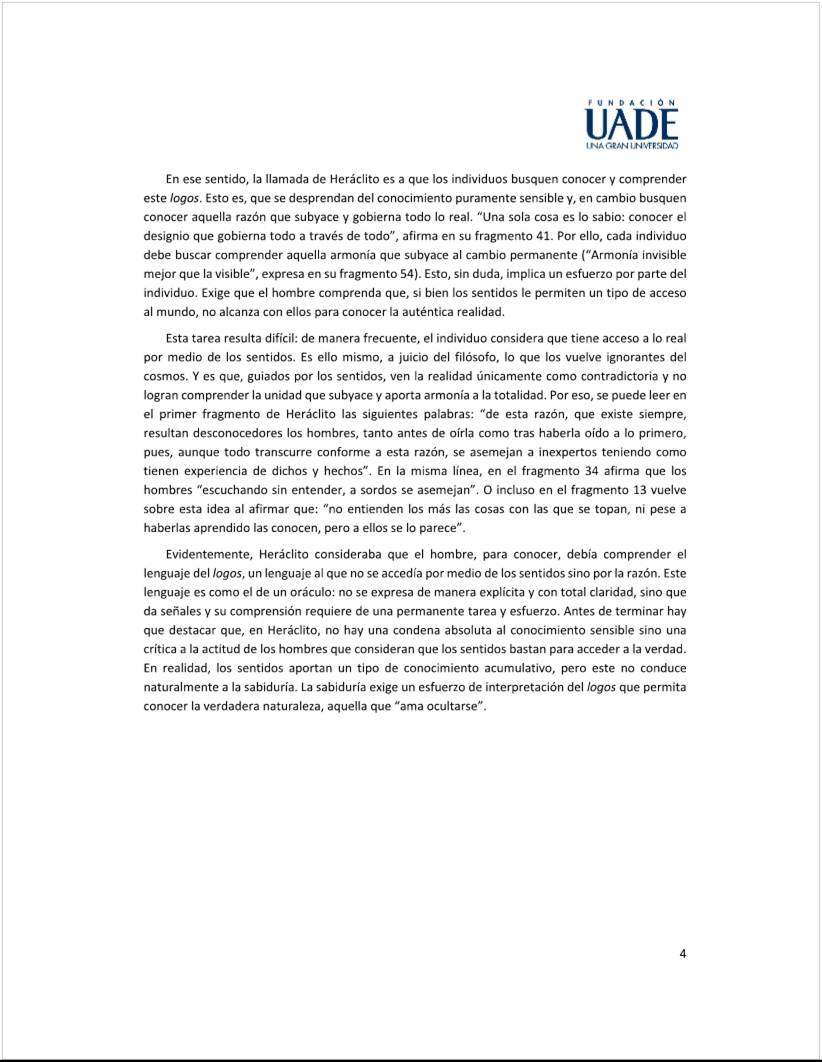 FUNDACIÓN
UADE
UNA GRAN UNIVERSIDAD
En ese sentido, la llamada de Heráclito es a que los individuos busquen conocer y comprender
este logos. Esto es, que se desprendan del conocimiento puramente sensible y, en cambio busquen
conocer aquella razón que subyace y gobierna todo lo real. “Una sola cosa es lo sabio: conocer el
designio que gobierna todo a través de todo”, afirma en su fragmento 41. Por ello, cada individuo
debe buscar comprender aquella armonía que subyace al cambio permanente (“Armonía invisible
mejor que la visible”, expresa en su fragmento 54). Esto, sin duda, implica un esfuerzo por parte del
individuo. Exige que el hombre comprenda que, si bien los sentidos le permiten un tipo de acceso
al mundo, no alcanza con ellos para conocer la auténtica realidad.
Esta tarea resulta difícil: de manera frecuente, el individuo considera que tiene acceso a lo real
por medio de los sentidos. Es ello mismo, a juicio del filósofo, lo que los vuelve ignorantes del
cosmos. Y es que, guiados por los sentidos, ven la realidad únicamente como contradictoria y no
logran comprender la unidad que subyace y aporta armonía a la totalidad. Por eso, se puede leer en
el primer fragmento de Heráclito las siguientes palabras: “de esta razón, que existe siempre,
resultan desconocedores los hombres, tanto antes de oírla como tras haberla oído a lo primero,
pues, aunque todo transcurre conforme a esta razón, se asemejan a inexpertos teniendo como
tienen experiencia de dichos y hechos”. En la misma línea, en el fragmento 34 afirma que los
hombres “escuchando sin entender, a sordos se asemejan”. O incluso en el fragmento 13 vuelve
sobre esta idea al afirmar que: “no entienden los más las cosas con las que se topan, ni pese a
haberlas aprendido las conocen, pero a ellos se lo parece”.
Evidentemente, Heráclito consideraba que el hombre, para conocer, debía comprender el
lenguaje del logos, un lenguaje al que no se accedía por medio de los sentidos sino por la razón. Este
lenguaje es como el de un oráculo: no se expresa de manera explícita y con total claridad, sino que
da señales y su comprensión requiere de una permanente tarea y esfuerzo. Antes de terminar hay
que destacar que, en Heráclito, no hay una condena absoluta al conocimiento sensible sino una
crítica a la actitud de los hombres que consideran que los sentidos bastan para acceder a la verdad.
En realidad, los sentidos aportan un tipo de conocimiento acumulativo, pero este no conduce
naturalmente a la sabiduría. La sabiduría exige un esfuerzo de interpretación del logos que permita
conocer la verdadera naturaleza, aquella que “ama ocultarse”.
4